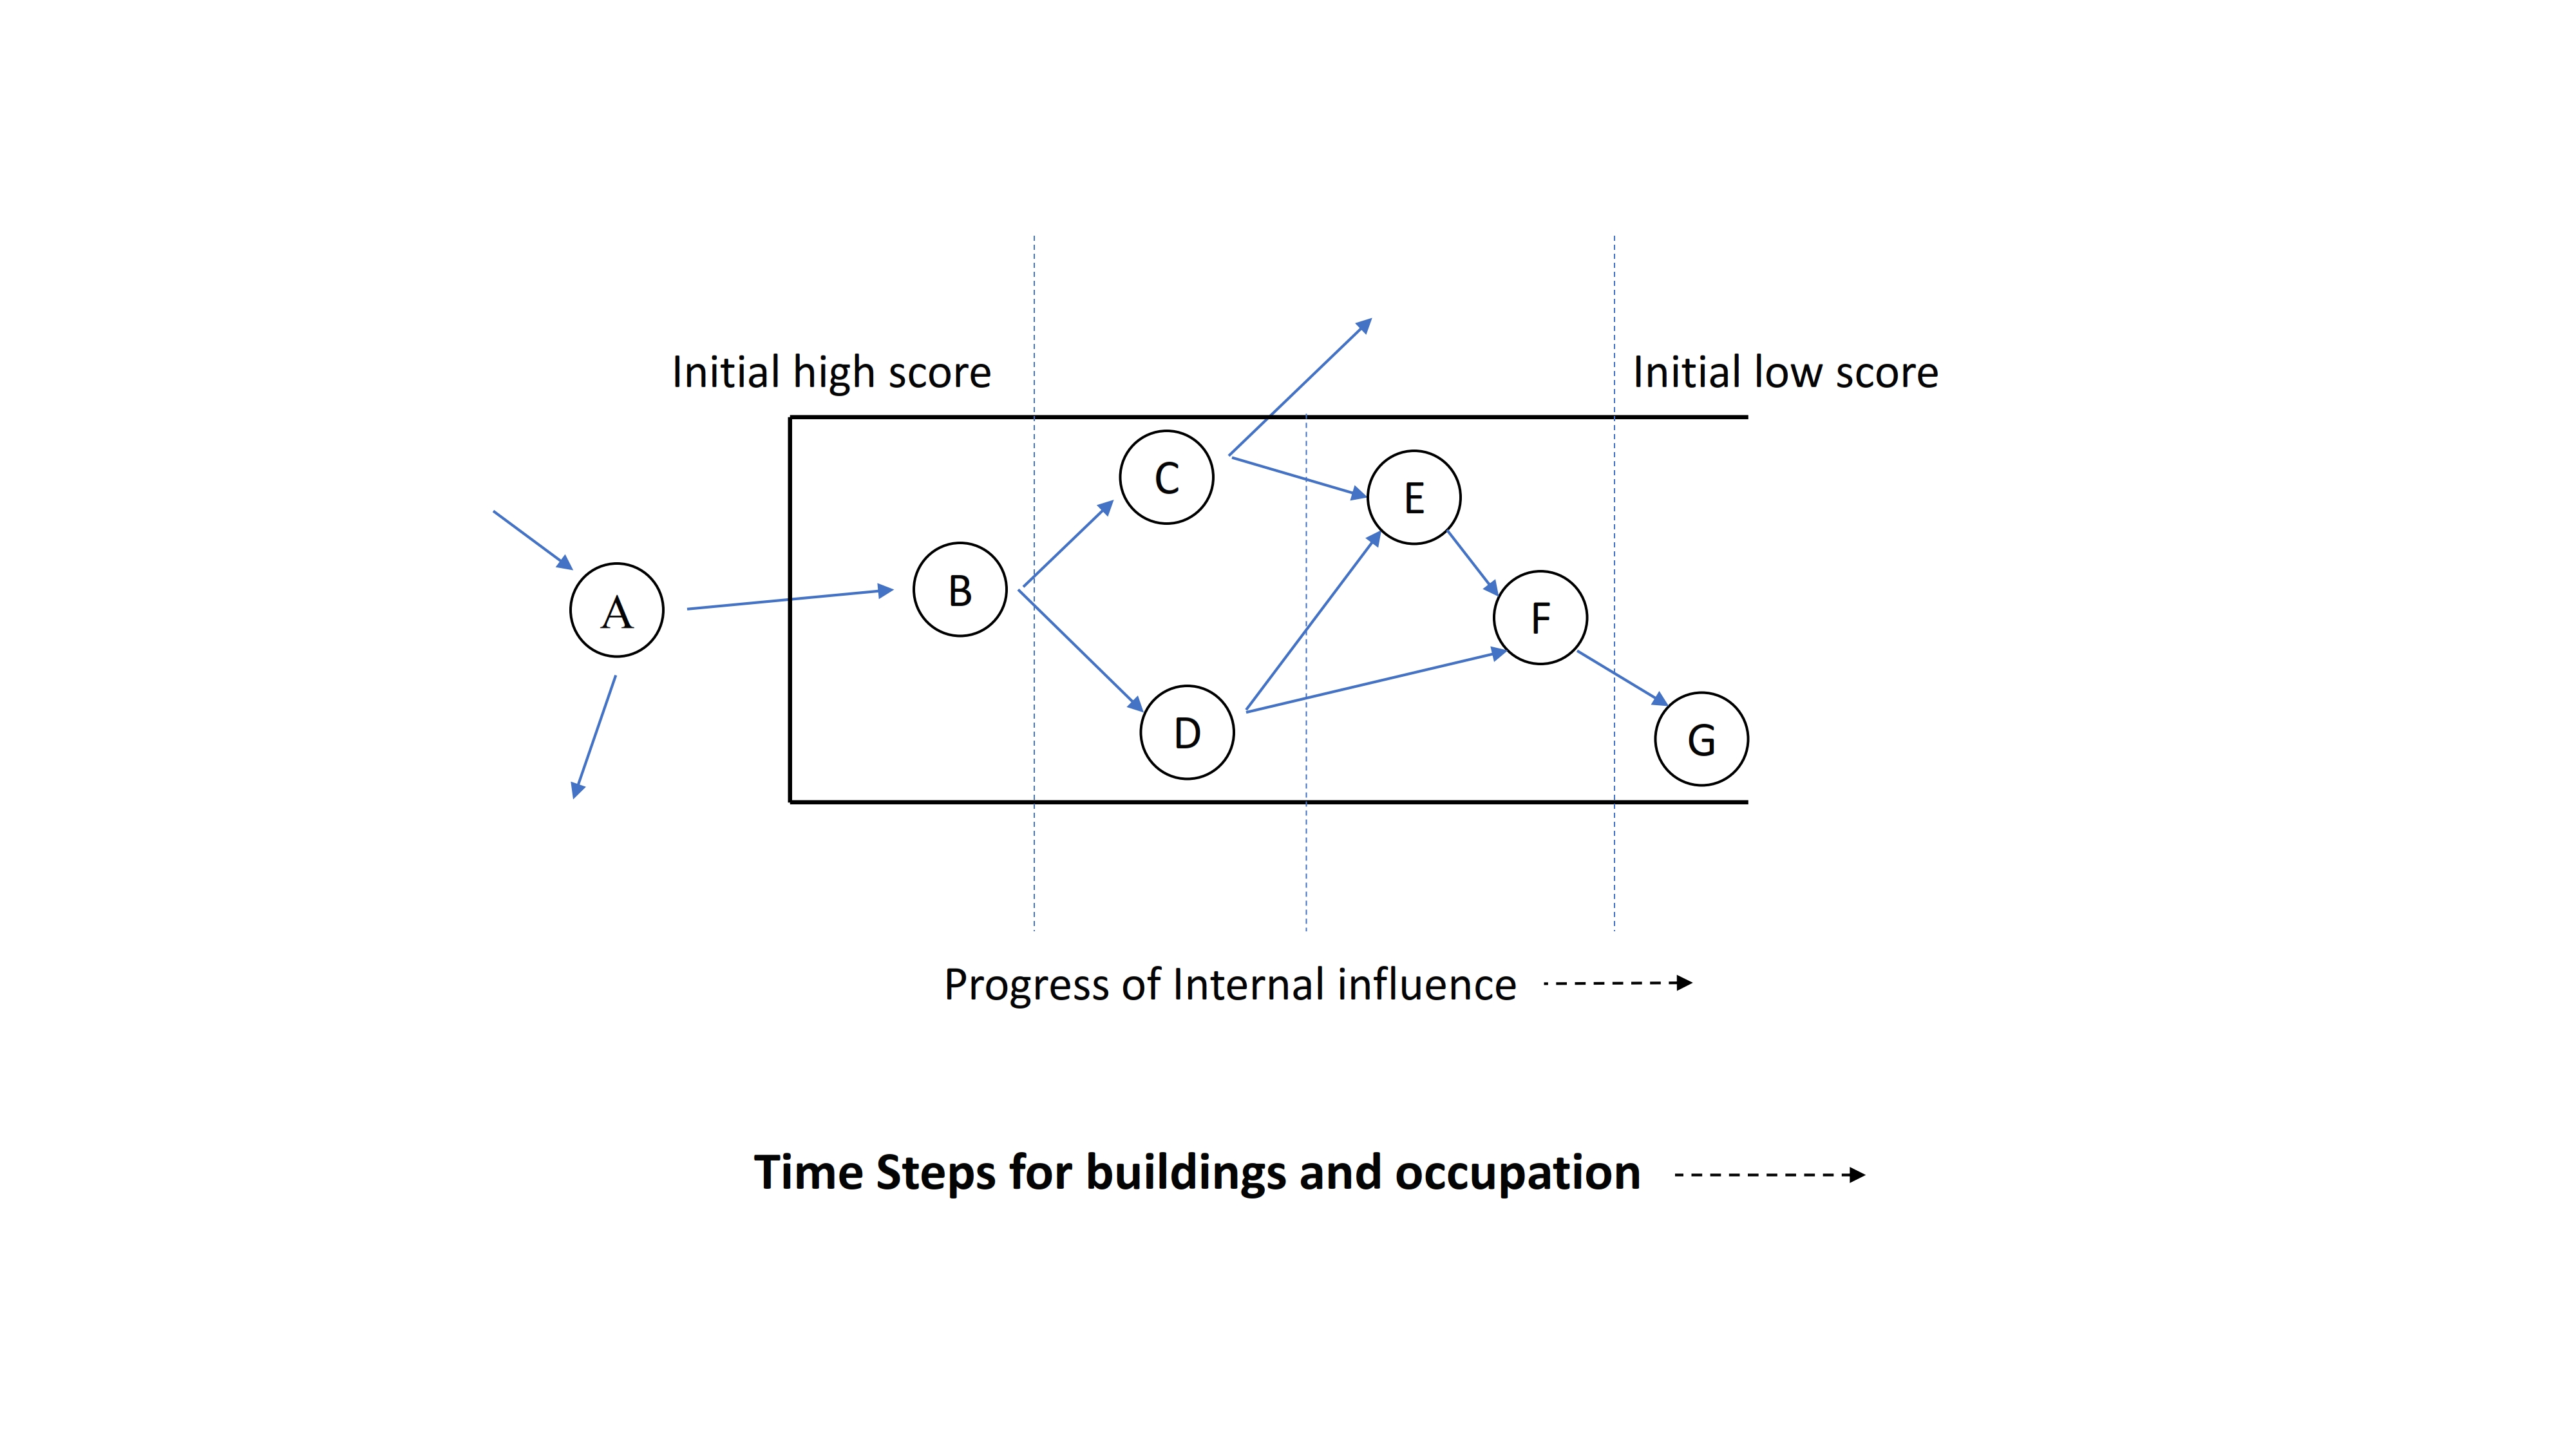 Initial high score
Initial low score
C
E
B
A
F
D
G
Progress of Internal influence
Time Steps for buildings and occupation